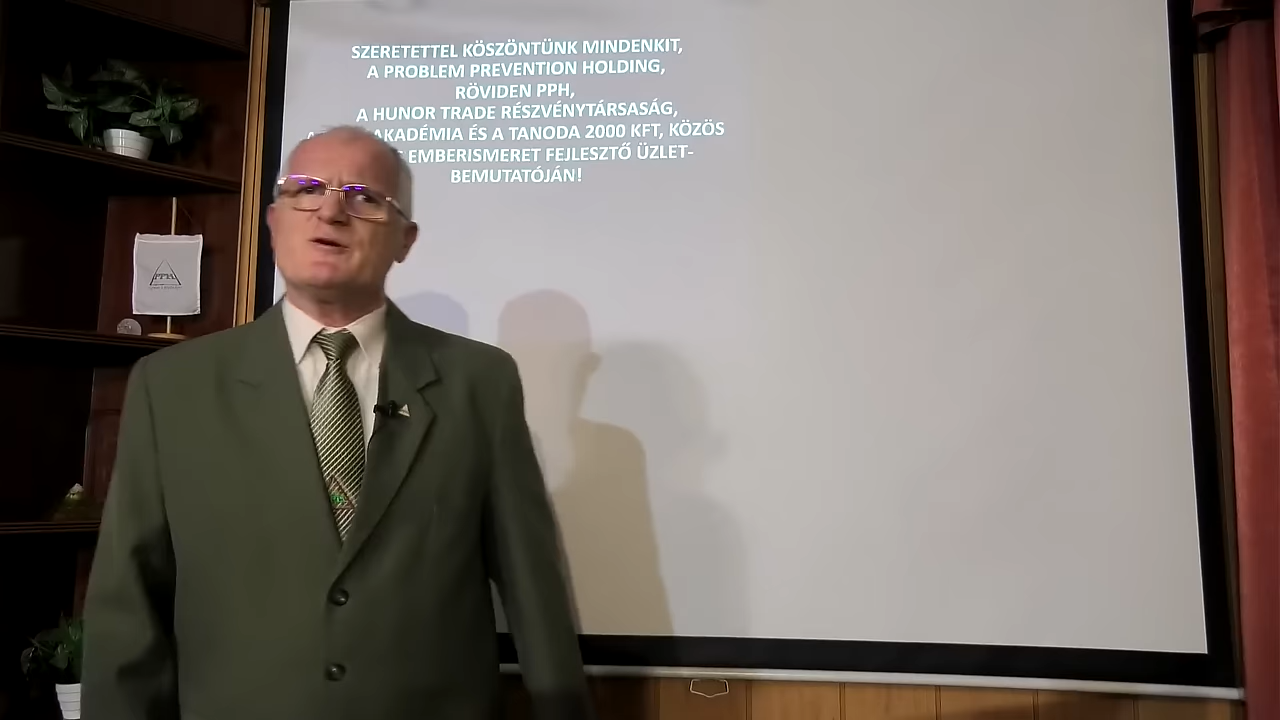 SZERETETTEL KÖSZÖNTÜNK MINDENKIT,
A PROBLEM PREVENTION HOLDING,
RÖVIDEN PPH,
A HUNOR TRADE RÉSZVÉNYTÁRSASÁG,
AKADÉMIA ÉS A TANODA 2000 KFT, KÖZÖS
EMBERISMERET FEJLESZTŐ ÜZLET-
BEMUTATÓJÁN!
PPH